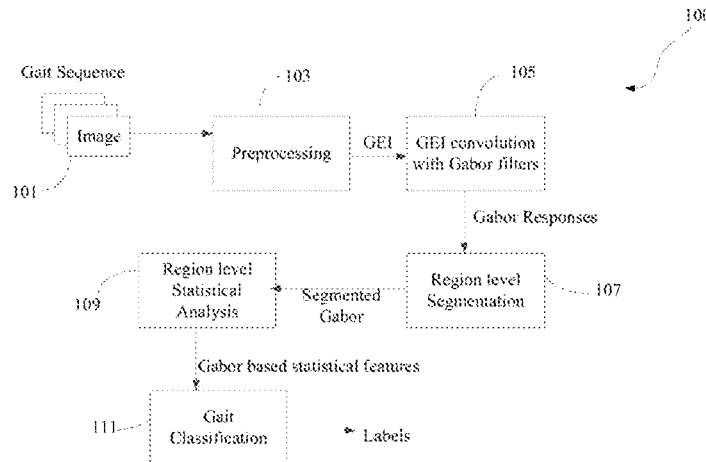 Gait Sequence
Image
101
103
Preprocessing
GEI
105
GEI convolution
with Gabor filters
Gabor Responses
Region level
Segmentation
107
Segmented
Gabor
109
Region level
Statistical
Analysis
Gabor based statistical features
111
Gait
Classification
Labels